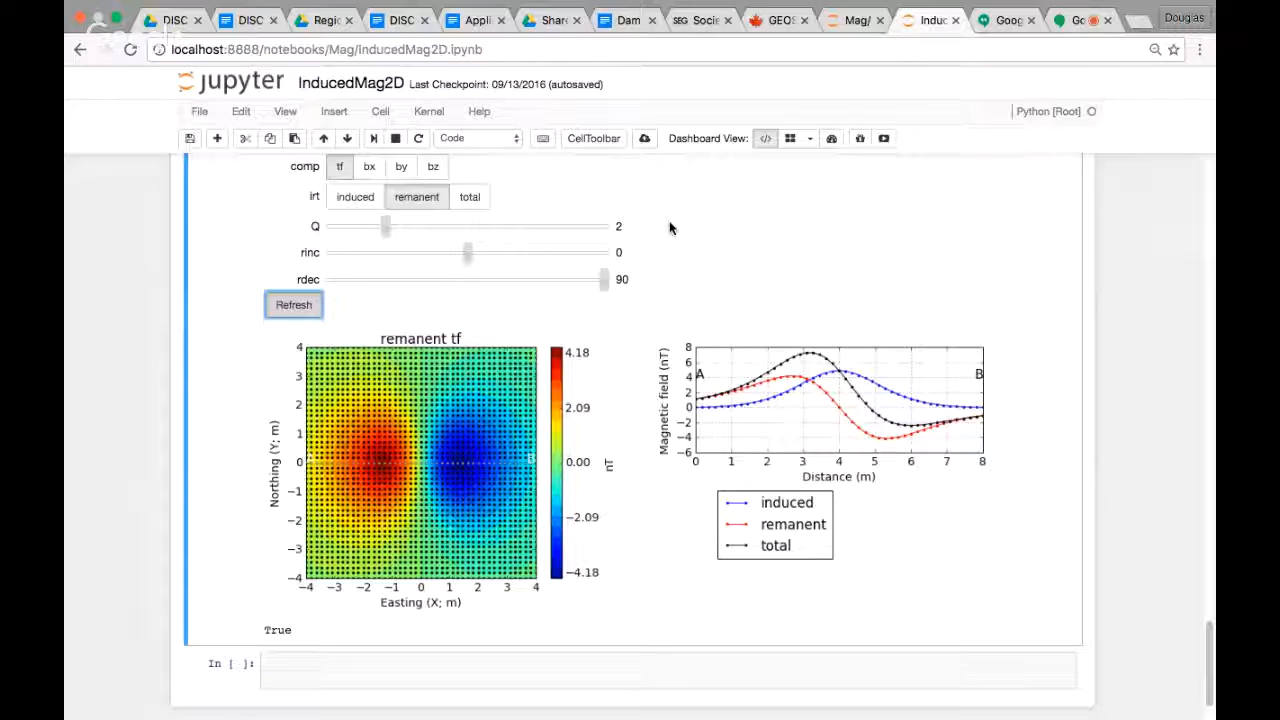 DISC DISC Regio DISC Appli Share Dam SEG Socie GEOS Mag/ Induc Goog Go Douglas
localhost:8888/notebooks/Mag/InducedMag2D.ipynb
jupyter InducedMag2D Last Checkpoint: 09/13/2016 (autosaved)
File Edit View Insert Cell Kernel Help Python [Root]
Code CellToolbar Dashboard View:
comp tf bx by bz
irt induced remanent total
Q 2
rinc 0
rdec 90
Refresh
remanent tf
4
3
2
1
0
−1
−2
−3
−4
Northing (Y; m)
−4 −3 −2 −1 0 1 2 3 4
Easting (X; m)
A B
4.18
2.09
0.00
−2.09
−4.18
nT
8
6
4
2
0
−2
−4
−6
Magnetic field (nT)
A B
0 1 2 3 4 5 6 7 8
Distance (m)
induced
remanent
total
True
In [ ]: